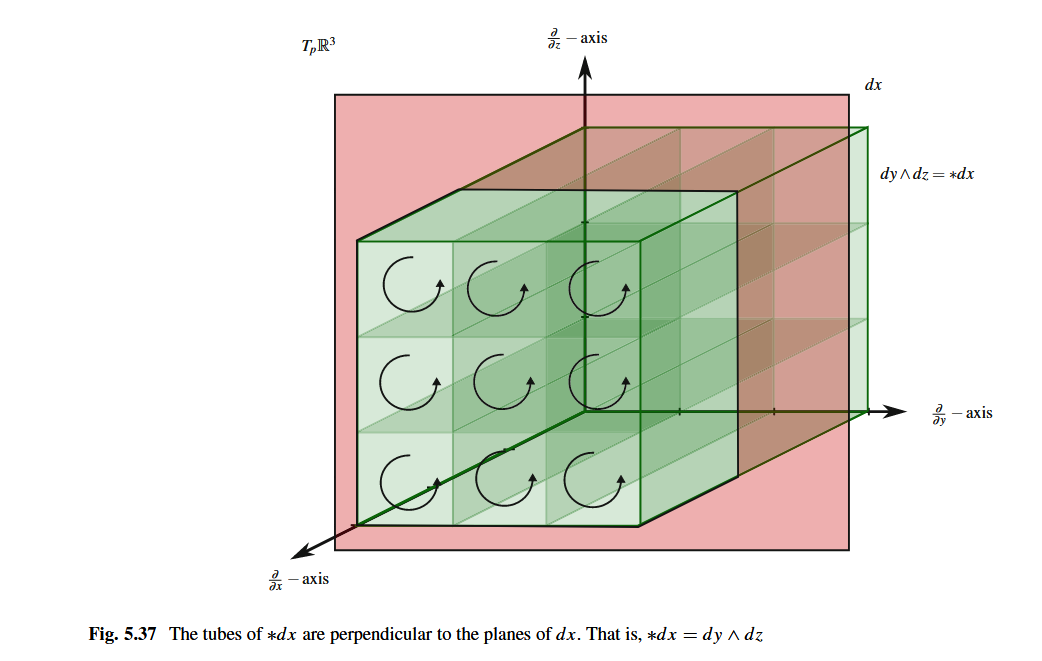 Tₚℝ³
∂/∂z – axis
dx
dy∧dz = *dx
∂/∂y – axis
∂/∂x – axis
Fig. 5.37 The tubes of *dx are perpendicular to the planes of dx. That is, *dx = dy ∧ dz